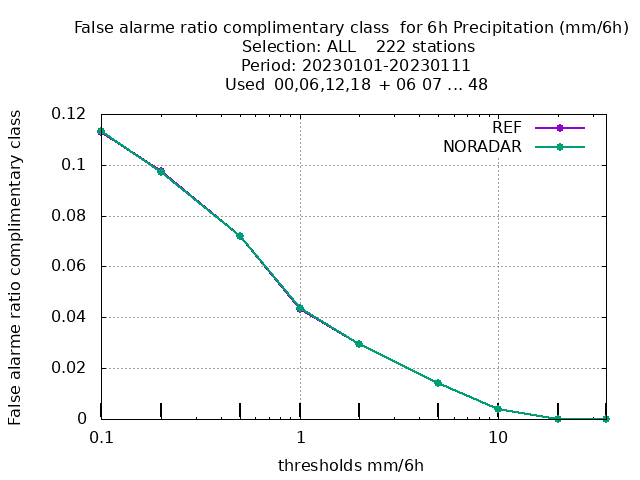 False alarme ratio complimentary class  for 6h Precipitation (mm/6h)
Selection: ALL    222 stations
Period: 20230101-20230111
Used  00,06,12,18  + 06 07 ... 48
False alarme ratio complimentary class
0.12
0.1
0.08
0.06
0.04
0.02
0
REF
NORADAR
0.1 1 10
thresholds mm/6h